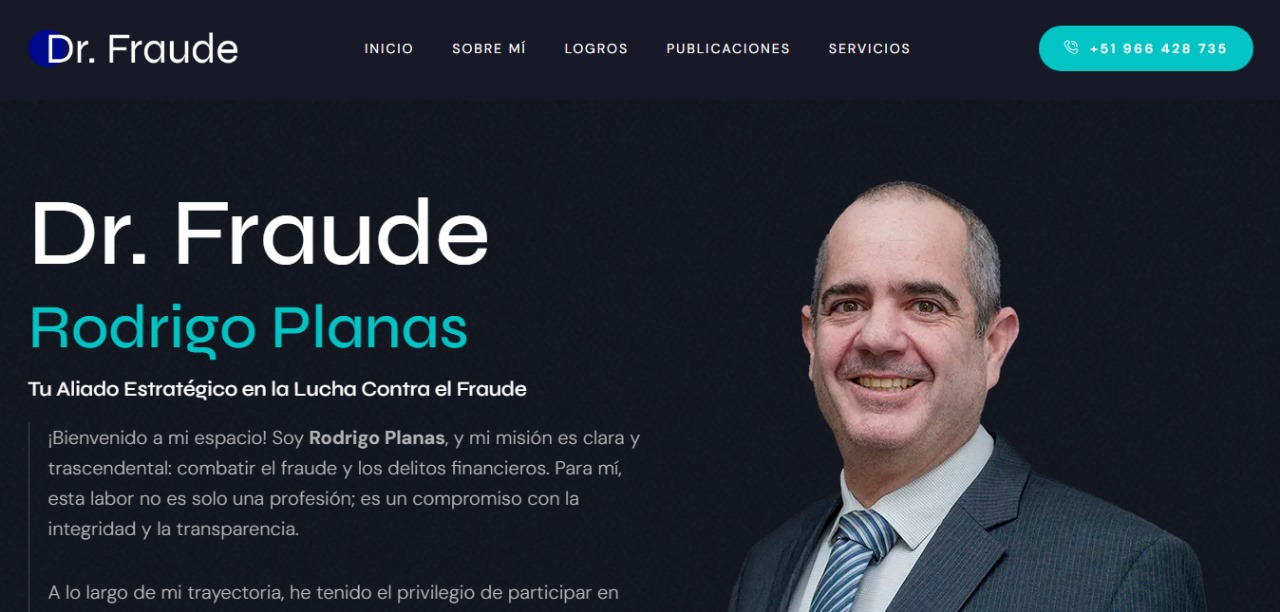 Dr. Fraude
INICIO
SOBRE MÍ
LOGROS
PUBLICACIONES
SERVICIOS
+51 966 428 735
Dr. Fraude
Rodrigo Planas
Tu Aliado Estratégico en la Lucha Contra el Fraude
¡Bienvenido a mi espacio! Soy Rodrigo Planas, y mi misión es clara y
trascendental: combatir el fraude y los delitos financieros. Para mí,
esta labor no es solo una profesión; es un compromiso con la
integridad y la transparencia.
A lo largo de mi trayectoria, he tenido el privilegio de participar en